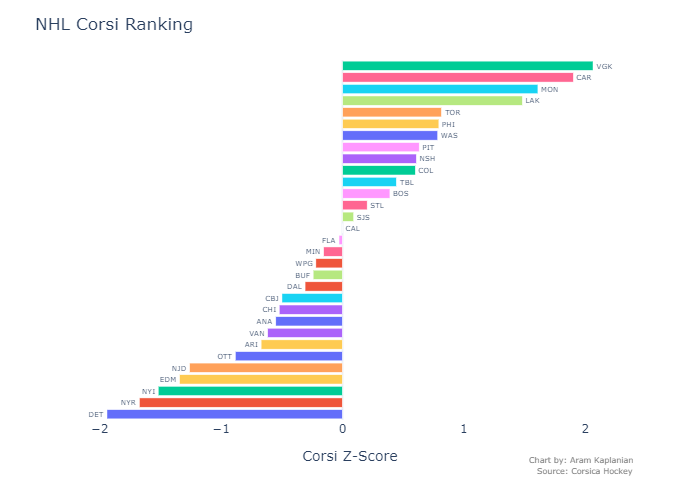 NHL Corsi Ranking
VGK
CAR
MON
LAK
TOR
PHI
WAS
PIT
NSH
COL
TBL
BOS
STL
SJS
CAL
FLA
MIN
WPG
BUF
DAL
CBJ
CHI
ANA
VAN
ARI
OTT
NJD
EDM
NYI
NYR
DET
−2 −1 0 1 2
Corsi Z-Score
Chart by: Aram Kaplanian
Source: Corsica Hockey